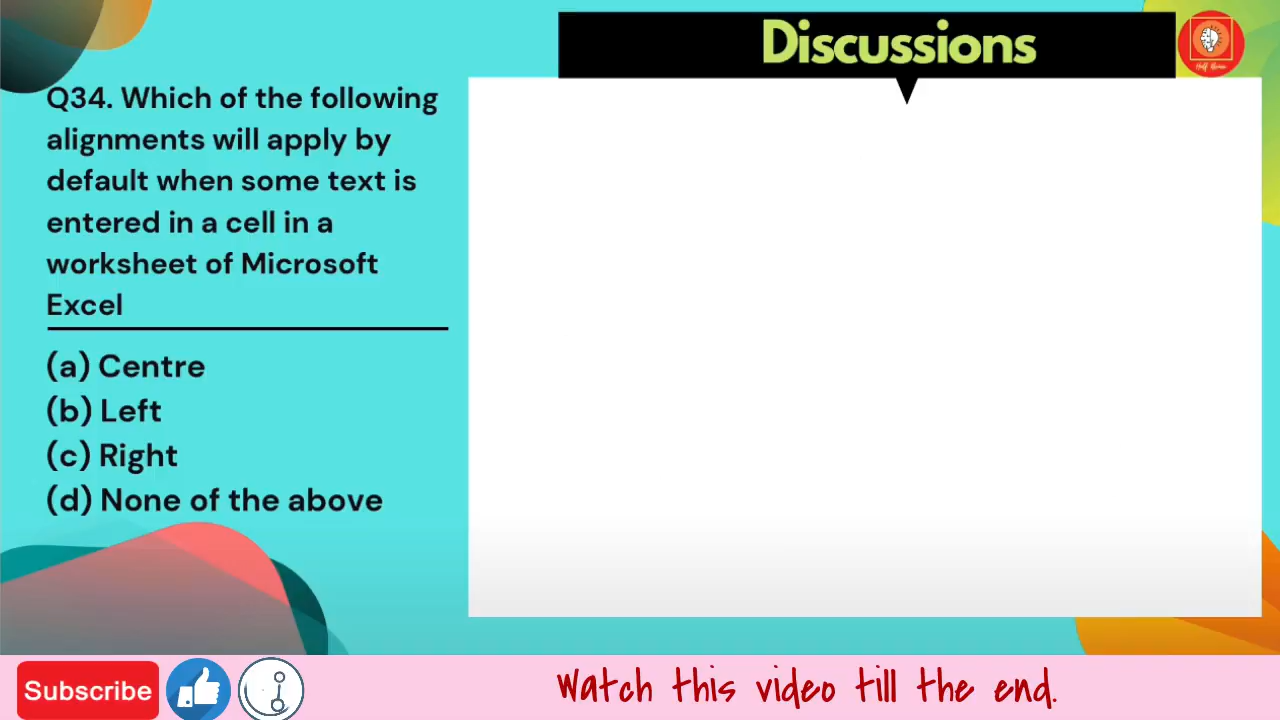 Discussions
Q34. Which of the following
alignments will apply by
default when some text is
entered in a cell in a
worksheet of Microsoft
Excel
(a) Centre
(b) Left
(c) Right
(d) None of the above
Subscribe
Watch this video till the end.